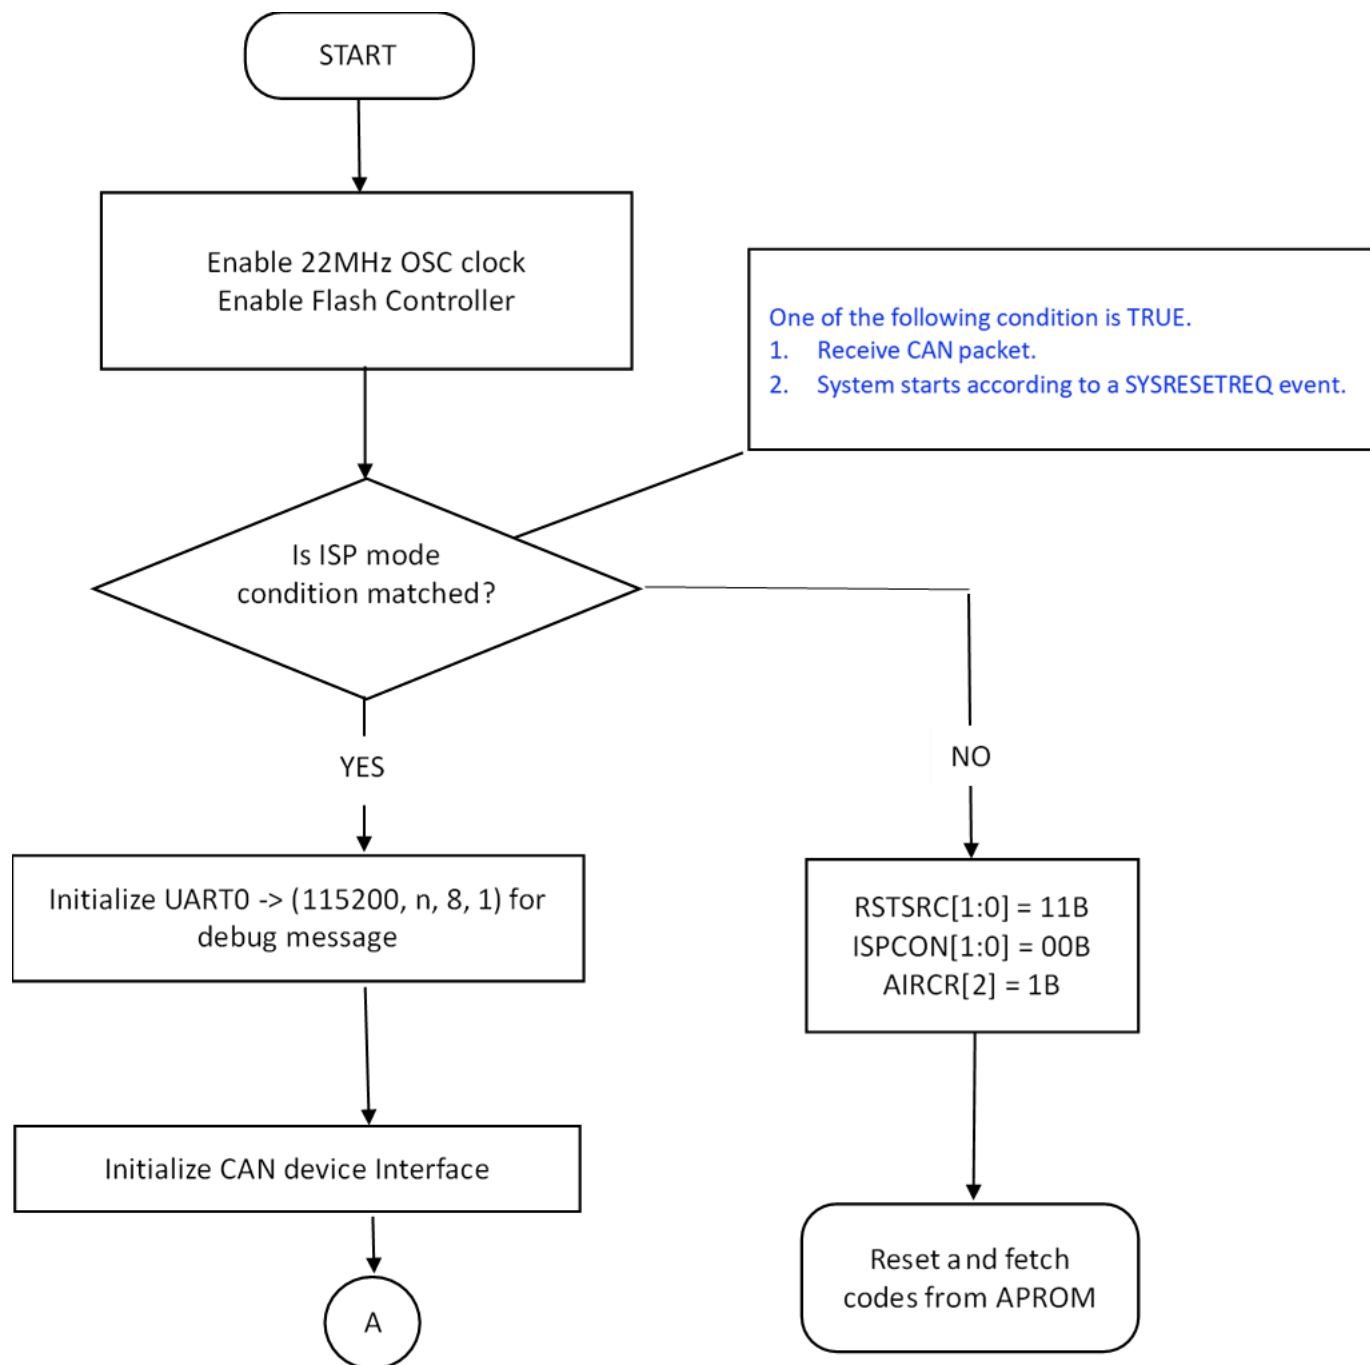 START
Enable 22MHz OSC clock
Enable Flash Controller
One of the following condition is TRUE.
1. Receive CAN packet.
2. System starts according to a SYSRESETREQ event.
Is ISP mode
condition matched?
YES
NO
Initialize UART0 -> (115200, n, 8, 1) for
debug message
RSTSRC[1:0] = 11B
ISPCON[1:0] = 00B
AIRCR[2] = 1B
Initialize CAN device Interface
Reset and fetch
codes from APROM
A